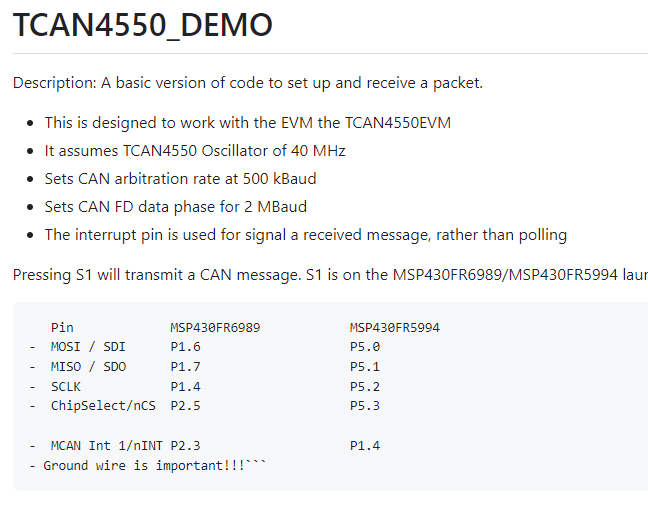 TCAN4550_DEMO
Description: A basic version of code to set up and receive a packet.
• This is designed to work with the EVM the TCAN4550EVM
• It assumes TCAN4550 Oscillator of 40 MHz
• Sets CAN arbitration rate at 500 kBaud
• Sets CAN FD data phase for 2 MBaud
• The interrupt pin is used for signal a received message, rather than polling
Pressing S1 will transmit a CAN message. S1 is on the MSP430FR6989/MSP430FR5994
Pin MSP430FR6989 MSP430FR5994
- MOSI / SDI P1.6 P5.0
- MISO / SDO P1.7 P5.1
- SCLK P1.4 P5.2
- ChipSelect/nCS P2.5 P5.3
- MCAN Int 1/nINT P2.3 P1.4
- Ground wire is important!!!```